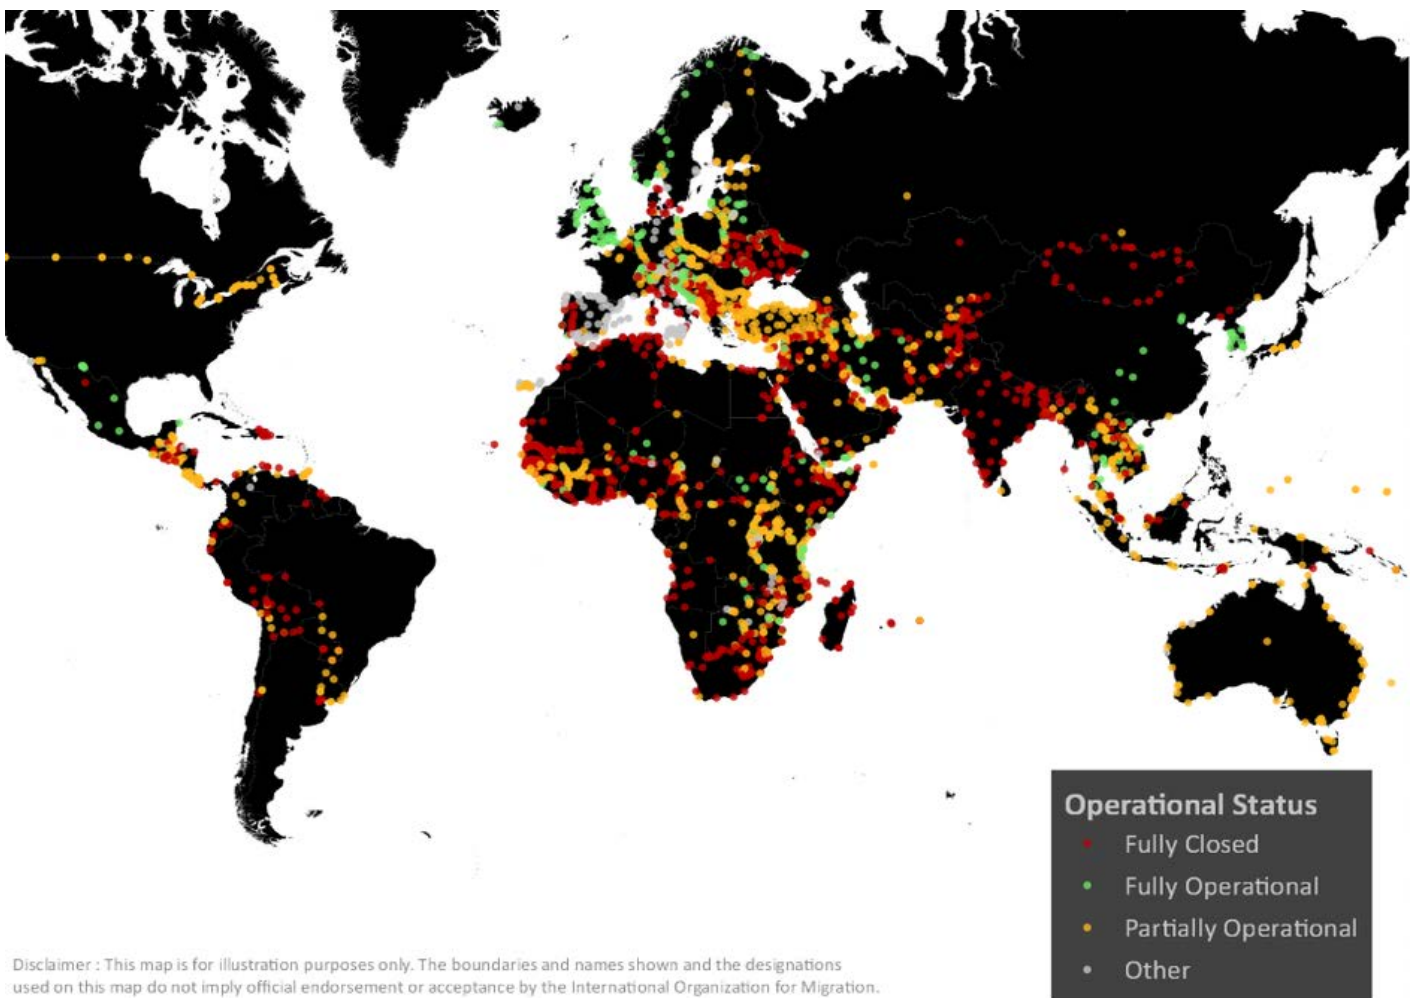 Operational Status
Fully Closed
Fully Operational
Partially Operational
Other
Disclaimer : This map is for illustration purposes only. The boundaries and names shown and the designations
used on this map do not imply official endorsement or acceptance by the International Organization for Migration.